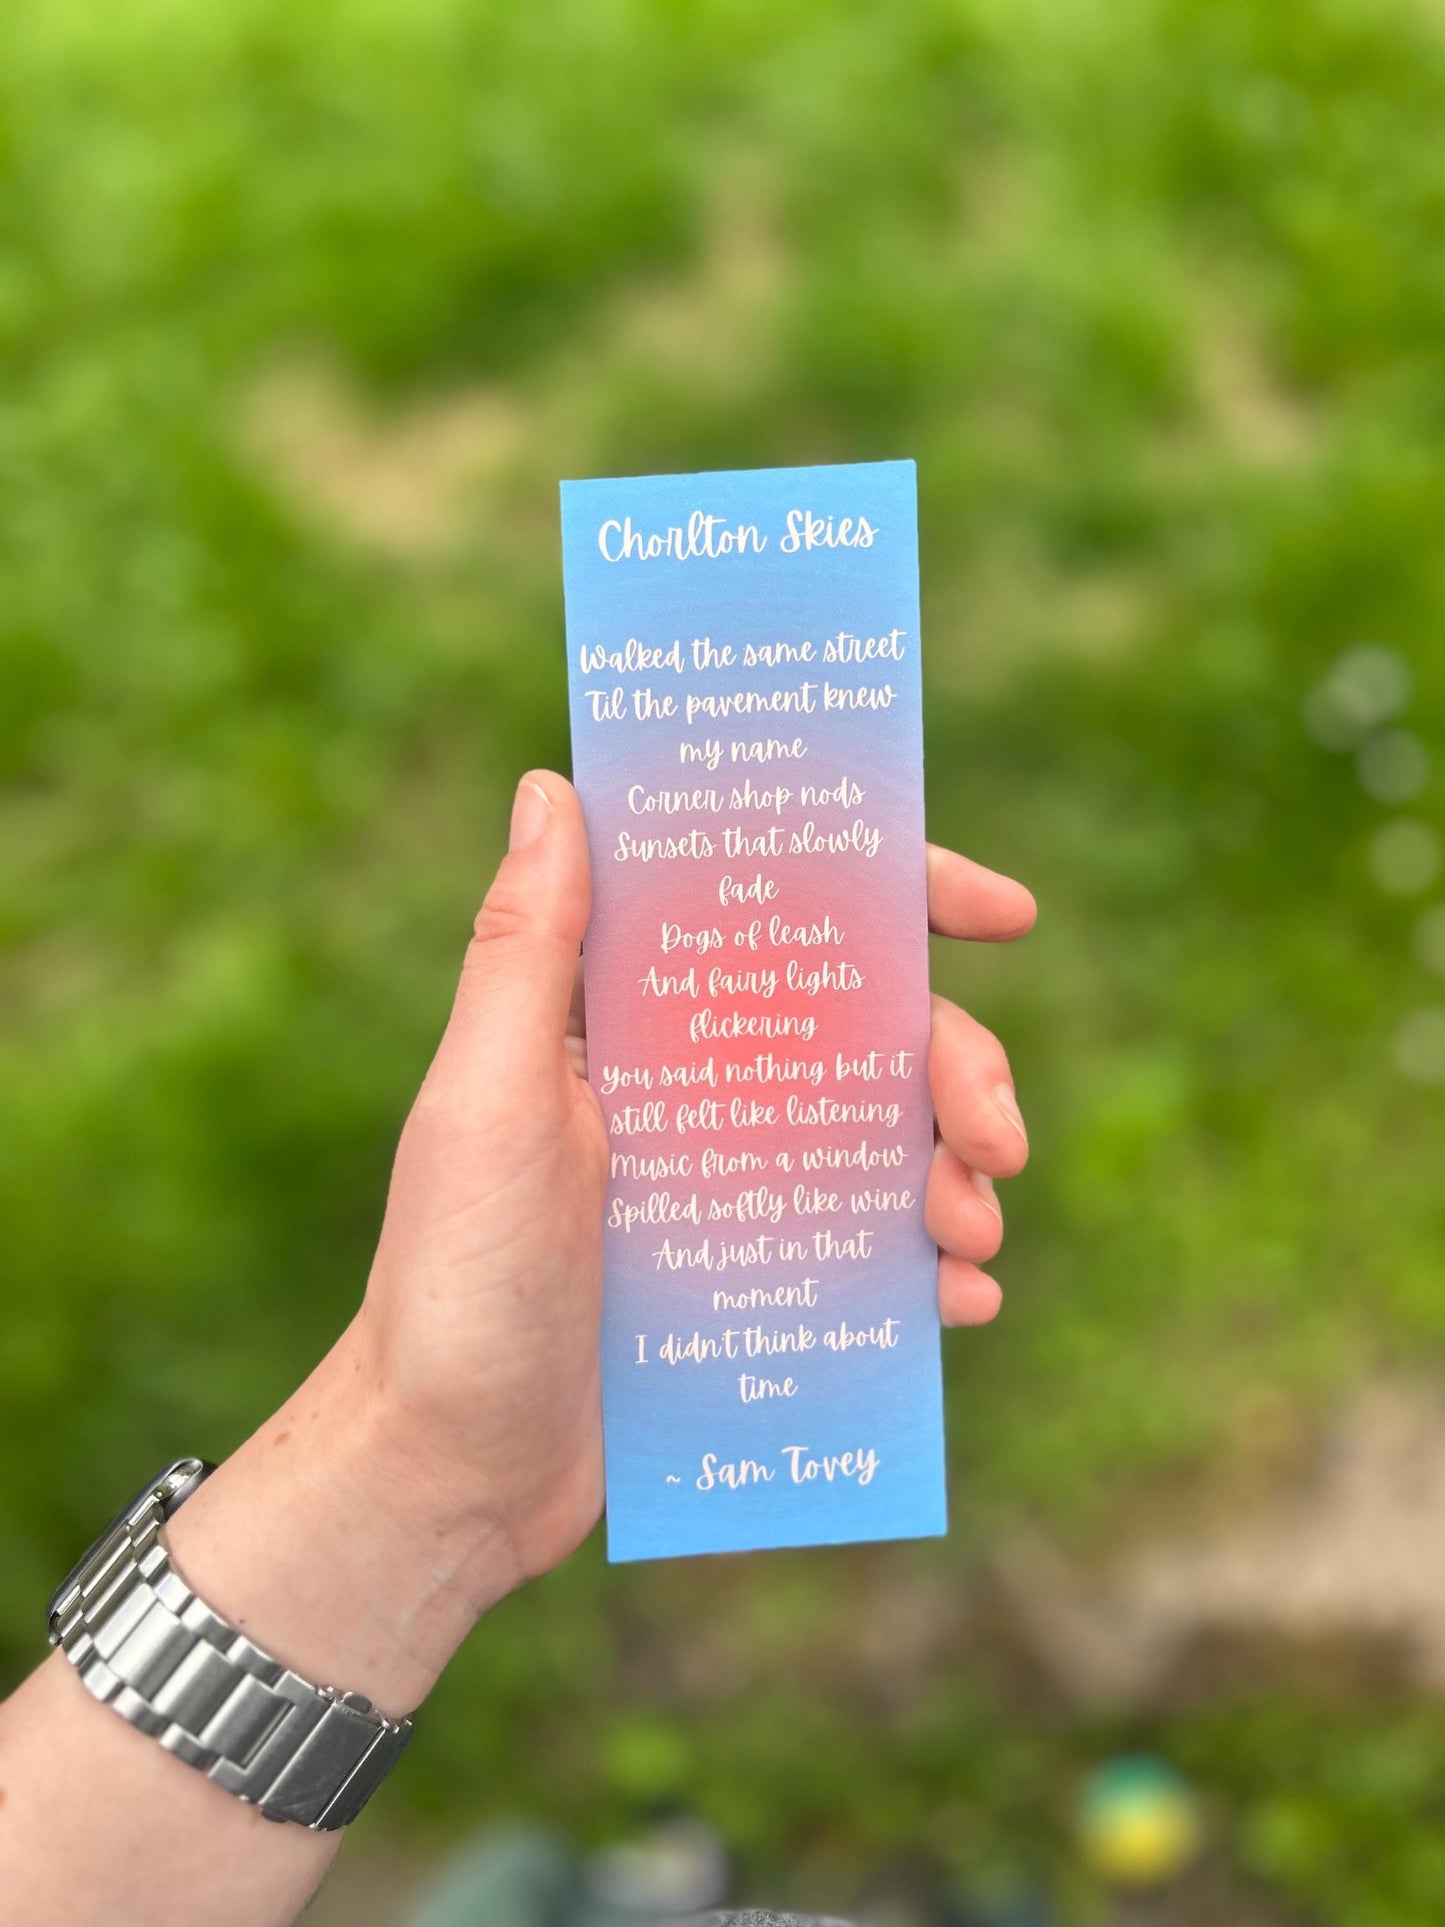 Chorlton Skies
Walked the same street
Til the pavement knew
my name
Corner shop nods
Sunsets that slowly
fade
Dogs of leash
And fairy lights
flickering
You said nothing but it
still felt like listening
Music from a window
Spilled softly like wine
And just in that
moment
I didn't think about
time
~ Sam Tovey